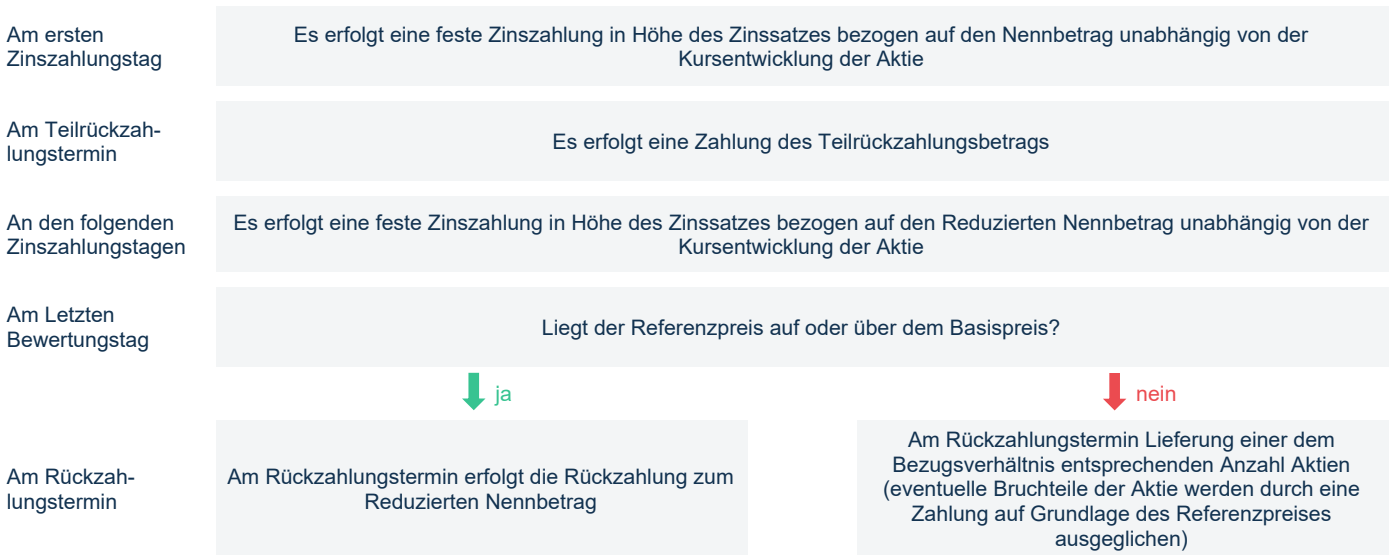 Am ersten
Zinszahlungstag
Es erfolgt eine feste Zinszahlung in Höhe des Zinssatzes bezogen auf den Nennbetrag unabhängig von der
Kursentwicklung der Aktie
Am Teilrückzah-
lungstermin
Es erfolgt eine Zahlung des Teilrückzahlungsbetrags
An den folgenden
Zinszahlungstagen
Es erfolgt eine feste Zinszahlung in Höhe des Zinssatzes bezogen auf den Reduzierten Nennbetrag unabhängig von der
Kursentwicklung der Aktie
Am Letzten
Bewertungstag
Liegt der Referenzpreis auf oder über dem Basispreis?
ja
nein
Am Rückzah-
lungstermin
Am Rückzahlungstermin erfolgt die Rückzahlung zum
Reduzierten Nennbetrag
Am Rückzahlungstermin Lieferung einer dem
Bezugsverhältnis entsprechenden Anzahl Aktien
(eventuelle Bruchteile der Aktie werden durch eine
Zahlung auf Grundlage des Referenzpreises
ausgeglichen)